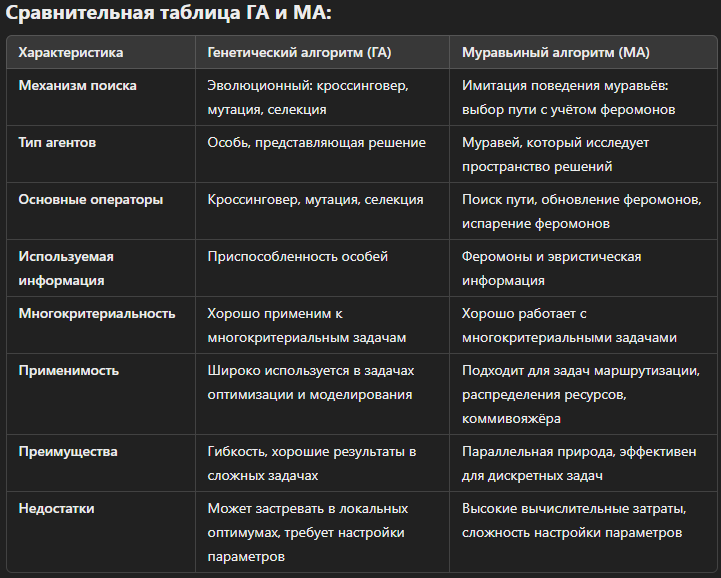 Сравнительная таблица ГА и МА:
Характеристика
Генетический алгоритм (ГА)
Муравьиный алгоритм (МА)
Механизм поиска
Эволюционный: кроссинговер,
мутация, селекция
Имитация поведения муравьёв:
выбор пути с учётом феромонов
Тип агентов
Особь, представляющая решение
Муравей, который исследует
пространство решений
Основные операторы
Кроссинговер, мутация, селекция
Поиск пути, обновление феромонов,
испарение феромонов
Используемая
информация
Приспособленность особей
Феромоны и эвристическая
информация
Многокритериальность
Хорошо применим к
многокритериальным задачам
Хорошо работает с
многокритериальными задачами
Применимость
Широко используется в задачах
оптимизации и моделирования
Подходит для задач маршрутизации,
распределения ресурсов,
коммивояжёра
Преимущества
Гибкость, хорошие результаты в
сложных задачах
Параллельная природа, эффективен
для дискретных задач
Недостатки
Может застревать в локальных
оптимумах, требует настройки
параметров
Высокие вычислительные затраты,
сложность настройки параметров